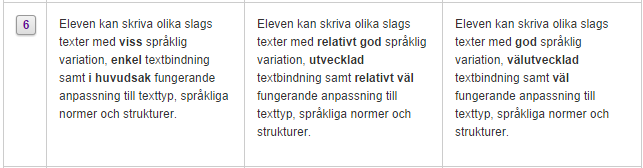 6
Eleven kan skriva olika slags
texter med viss språklig
variation, enkel textbindning
samt i huvudsak fungerande
anpassning till texttyp, språkliga
normer och strukturer.
Eleven kan skriva olika slags
texter med relativt god språklig
variation, utvecklad
textbindning samt relativt väl
fungerande anpassning till
texttyp, språkliga normer och
strukturer.
Eleven kan skriva olika slags
texter med god språklig
variation, välutvecklad
textbindning samt väl
fungerande anpassning till
texttyp, språkliga normer och
strukturer.